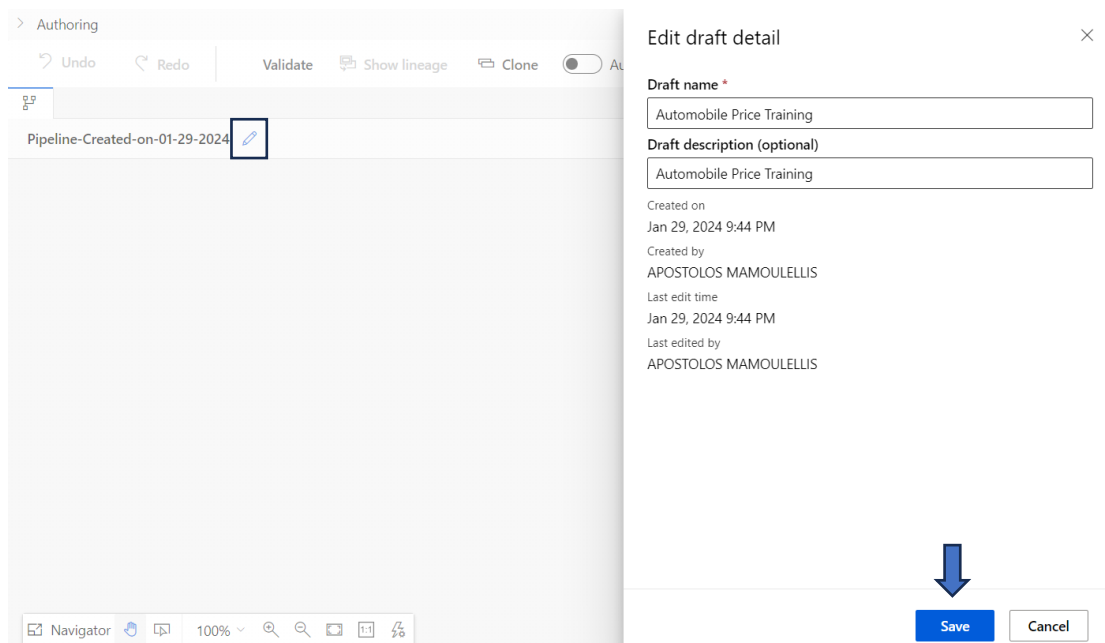 Authoring
Undo Redo Validate Show lineage Clone
Pipeline-Created-on-01-29-2024
Navigator 100% 1:1
Edit draft detail
Draft name *
Automobile Price Training
Draft description (optional)
Automobile Price Training
Created on
Jan 29, 2024 9:44 PM
Created by
APOSTOLOS MAMOULELLIS
Last edit time
Jan 29, 2024 9:44 PM
Last edited by
APOSTOLOS MAMOULELLIS
Save Cancel